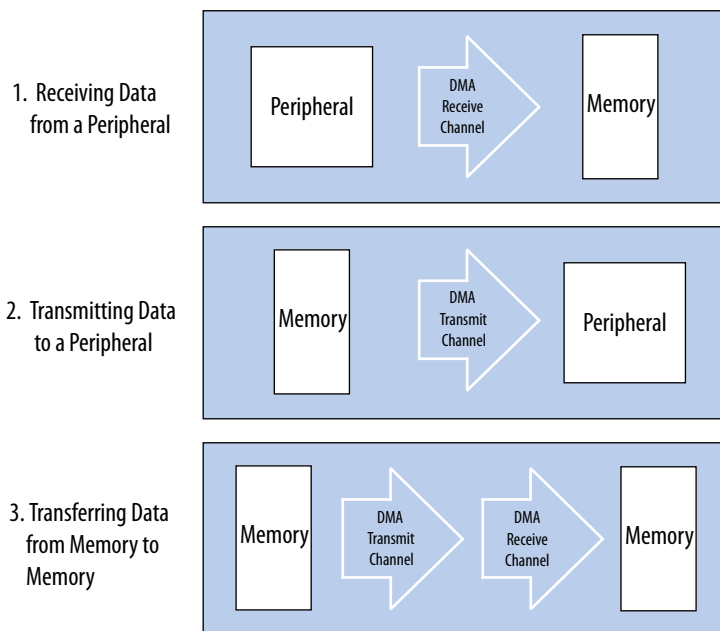 1. Receiving Data
from a Peripheral
Peripheral
DMA
Receive
Channel
Memory
2. Transmitting Data
to a Peripheral
Memory
DMA
Transmit
Channel
Peripheral
3. Transferring Data
from Memory to
Memory
Memory
DMA
Transmit
Channel
DMA
Receive
Channel
Memory